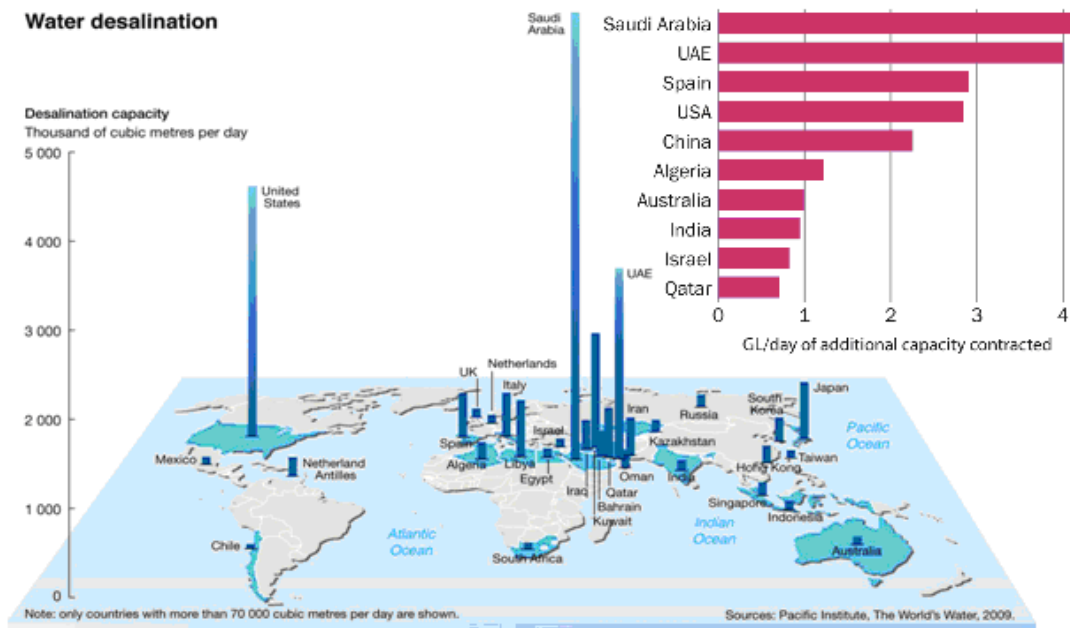 Water desalination
Desalination capacity
Thousand of cubic metres per day
5 000
4 000
3 000
2 000
1 000
0
United
States
Saudi
Arabia
UAE
Netherlands
UK
Italy
Spain
Israel
Algeria
Libya
Egypt
Iran
Iraq
Qatar
Bahrain
Kuwait
Oman
Kazakhstan
Russia
South
Korea
Japan
Taiwan
Hong Kong
India
Singapore
Indonesia
Australia
Mexico
Netherland
Antilles
Chile
South Africa
Atlantic
Ocean
Indian
Ocean
Pacific
Ocean
Note: only countries with more than 70 000 cubic metres per day are shown.
Sources: Pacific Institute, The World's Water, 2009.
Saudi Arabia
UAE
Spain
USA
China
Algeria
Australia
India
Israel
Qatar
0 1 2 3 4
GL/day of additional capacity contracted